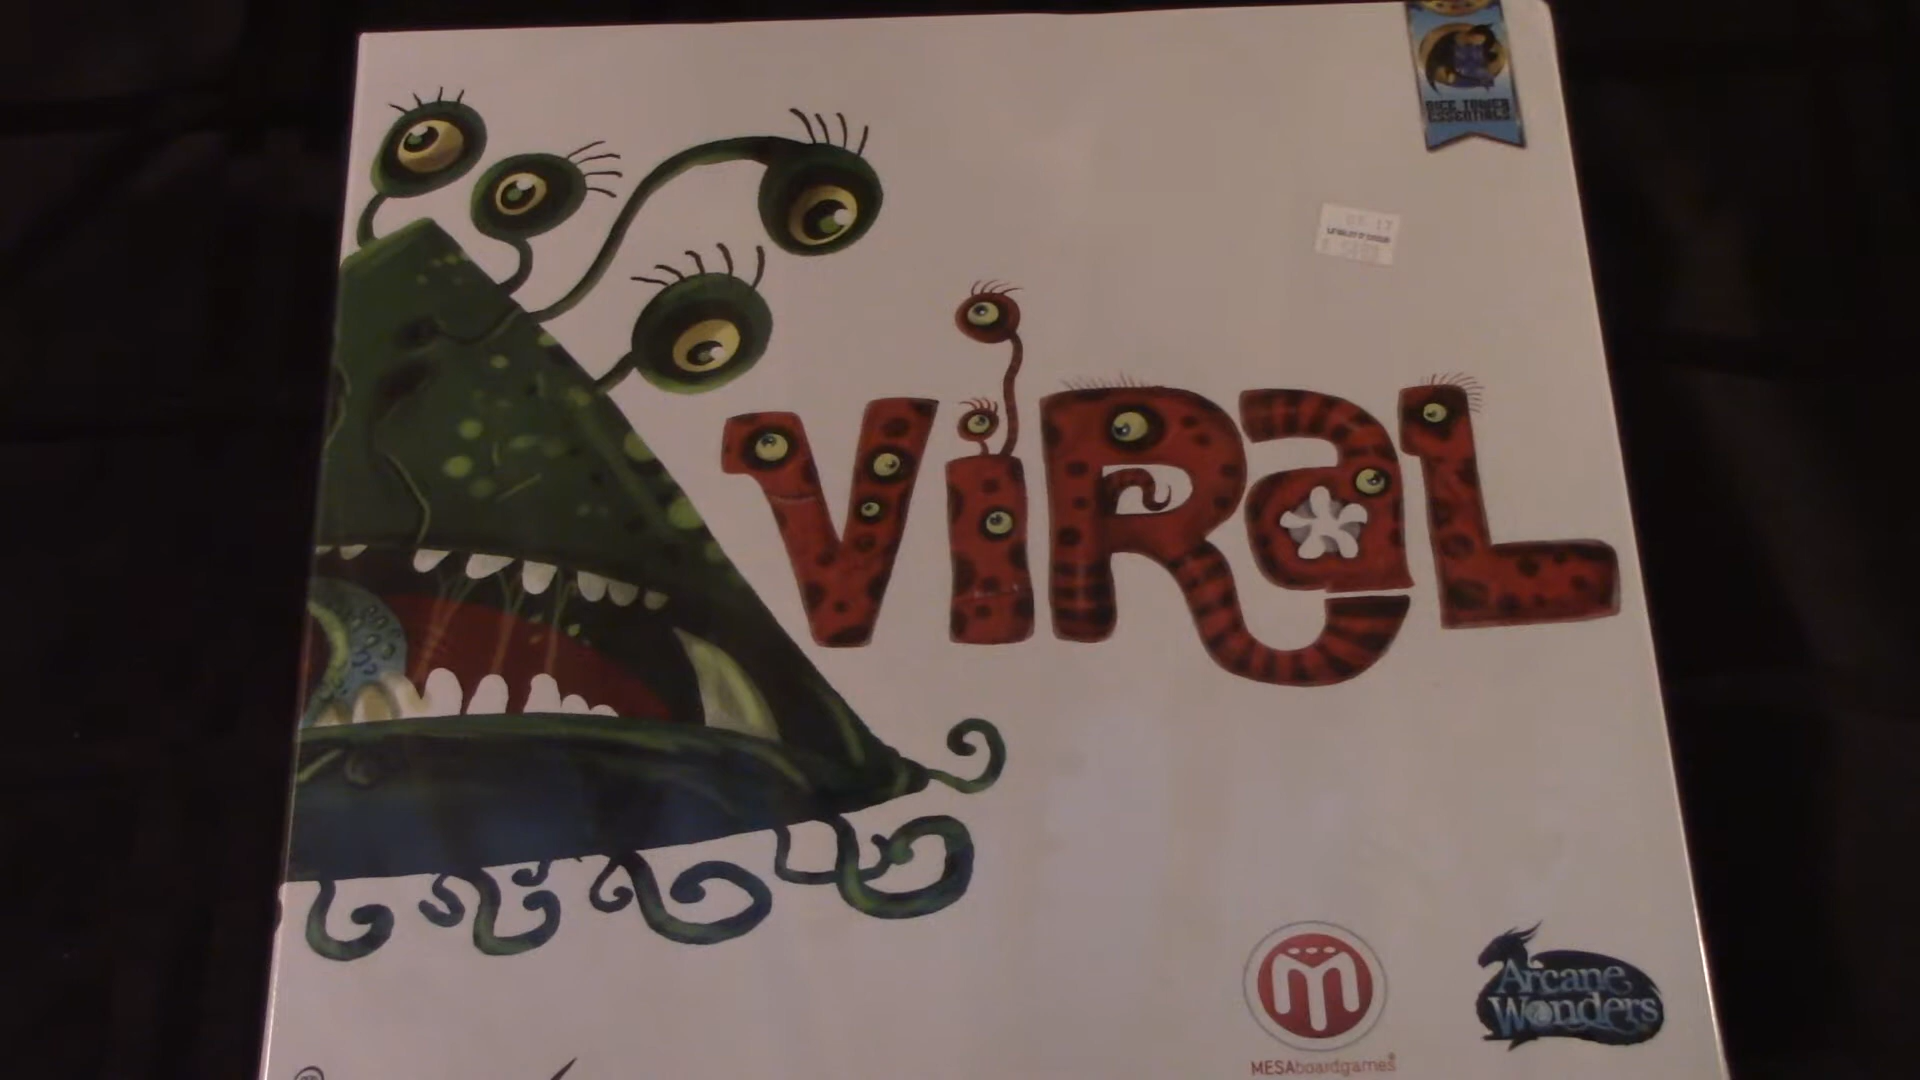 DICE TOWER
ESSENTIALS
ViRaL
Arcane
Wonders
MESAboardgames®